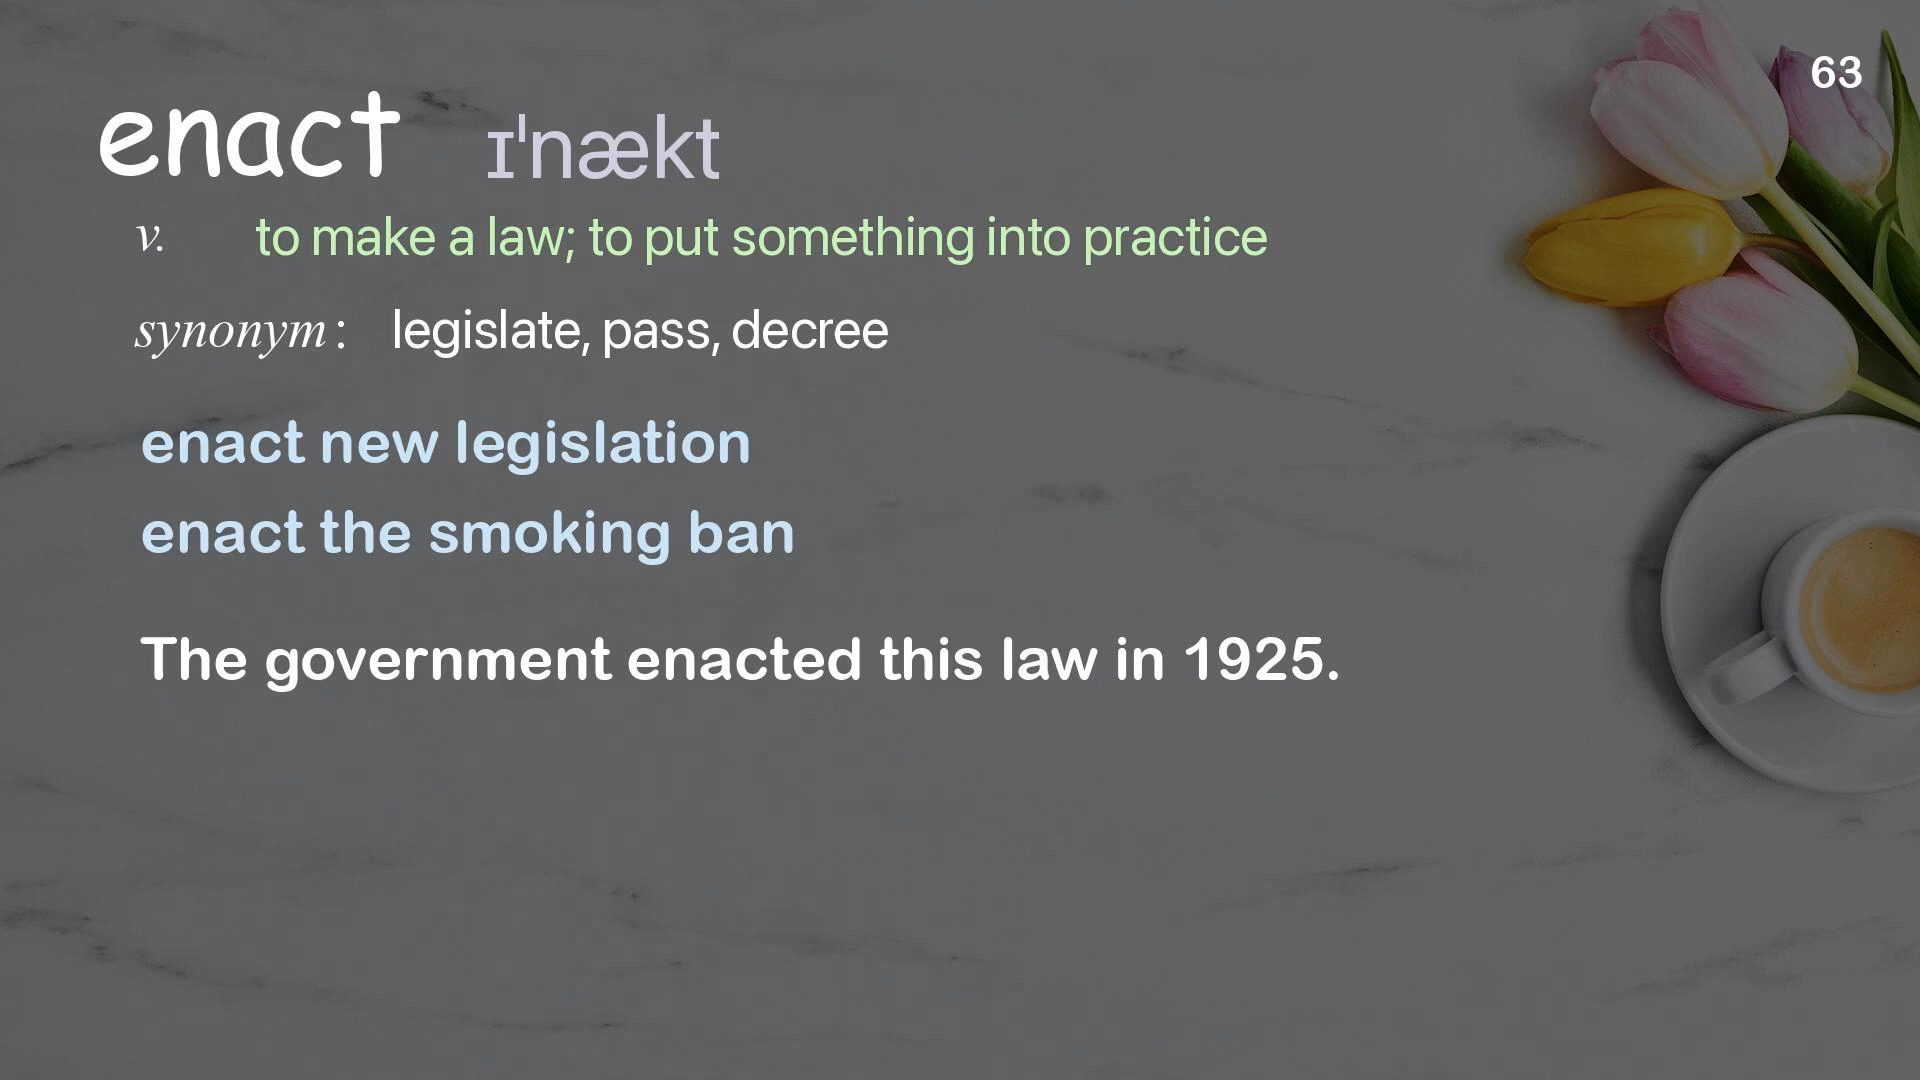 63
enact ɪˈnækt
v. to make a law; to put something into practice
synonym: legislate, pass, decree
enact new legislation
enact the smoking ban
The government enacted this law in 1925.